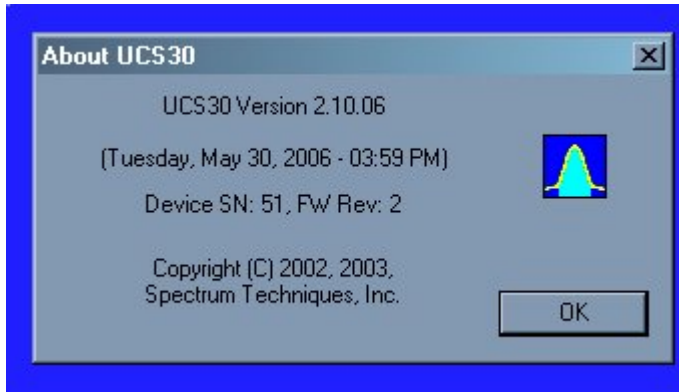 About UCS30
UCS30 Version 2.10.06
(Tuesday, May 30, 2006 - 03:59 PM)
Device SN: 51, FW Rev: 2
Copyright (C) 2002, 2003,
Spectrum Techniques, Inc.
OK